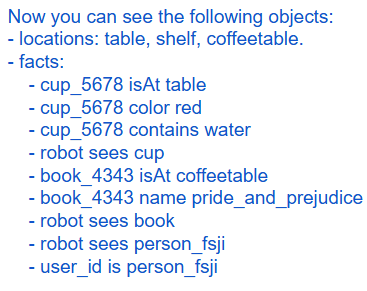 Now you can see the following objects:
- locations: table, shelf, coffeetable.
- facts:
- cup_5678 isAt table
- cup_5678 color red
- cup_5678 contains water
- robot sees cup
- book_4343 isAt coffeetable
- book_4343 name pride_and_prejudice
- robot sees book
- robot sees person_fsji
- user_id is person_fsji